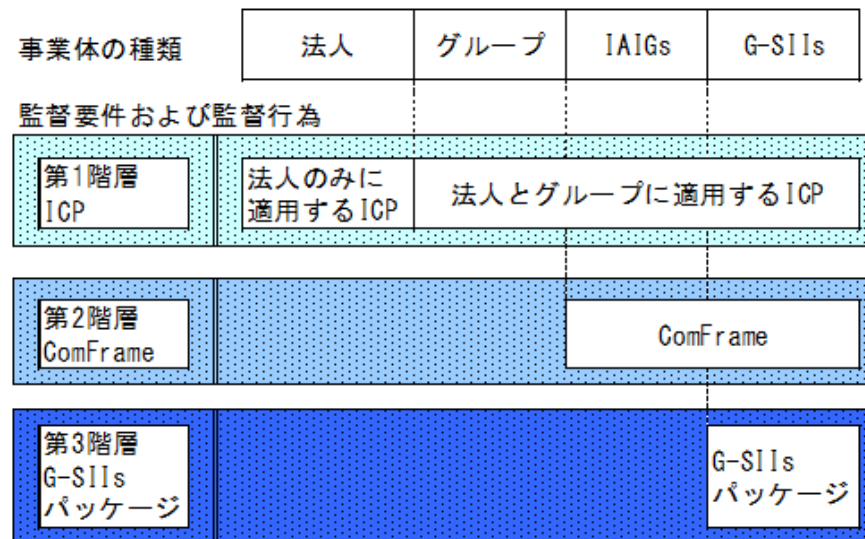 事業体の種類
法人
グループ
IAIGs
G-SIIs
監督要件および監督行為
第1階層
ICP
法人のみに
適用するICP
法人とグループに適用するICP
第2階層
ComFrame
ComFrame
第3階層
G-SIIs
パッケージ
G-SIIs
パッケージ